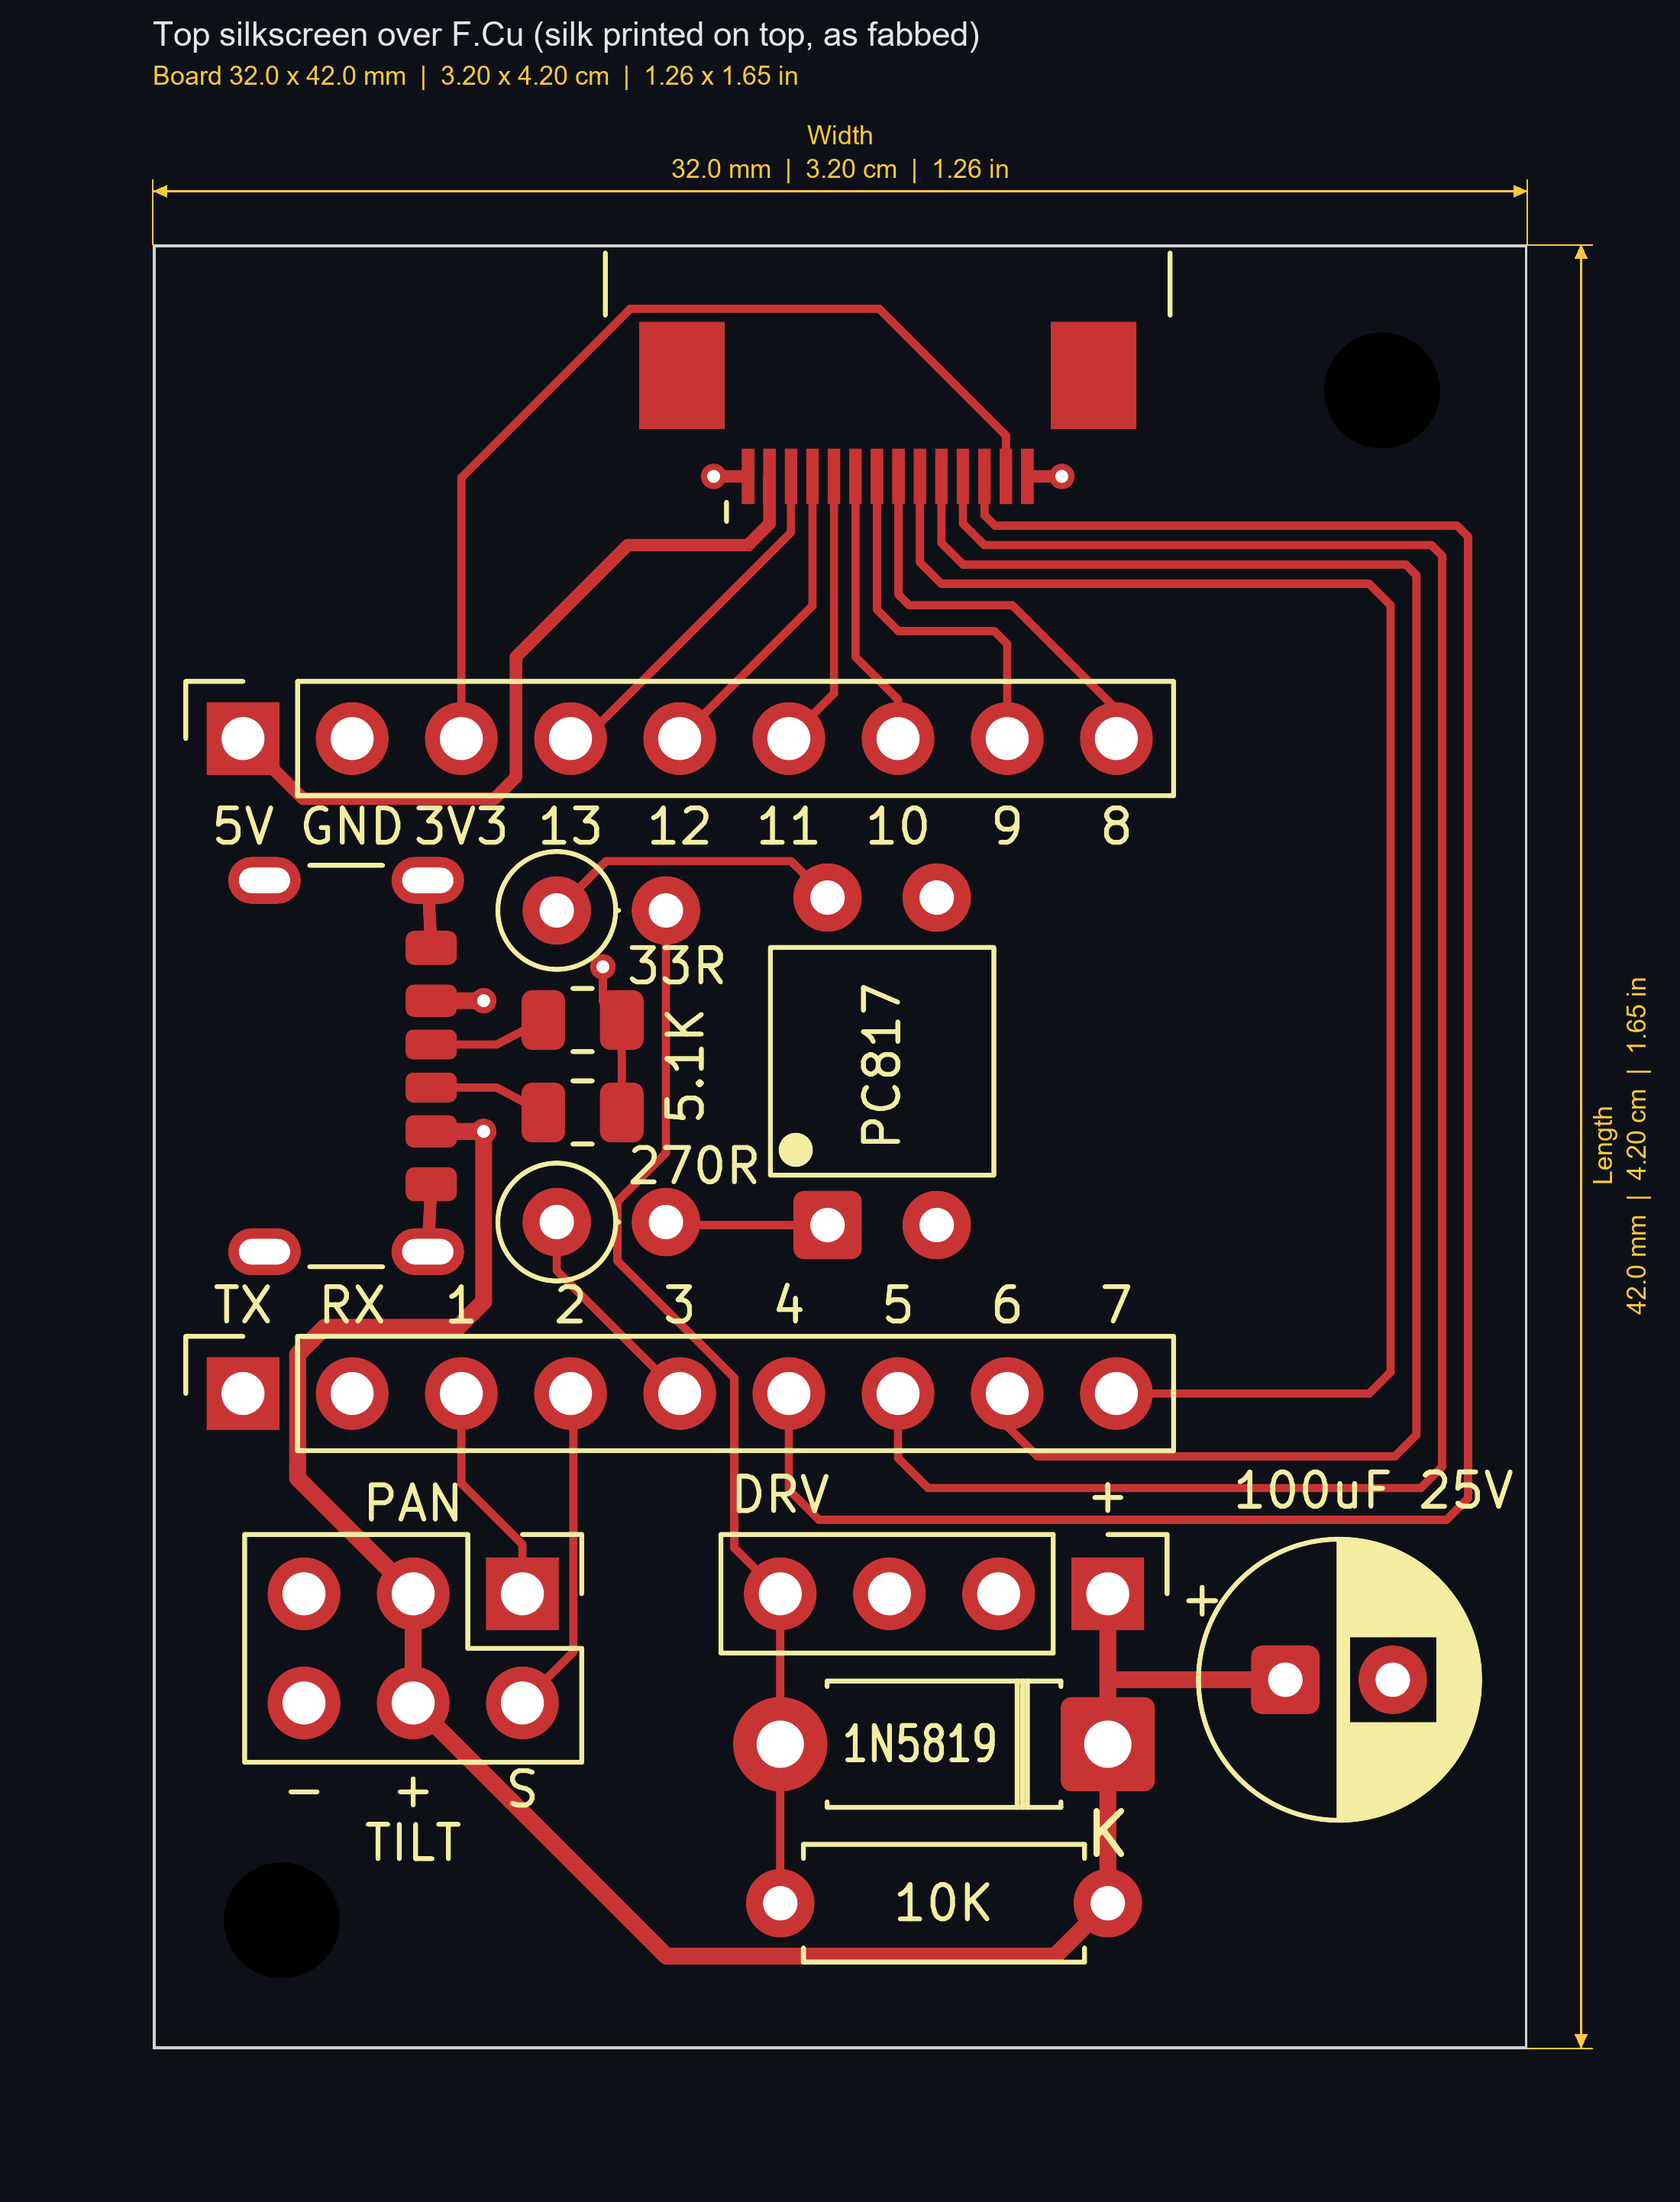 Top silkscreen over F.Cu (silk printed on top, as fabbed)
Board 32.0 x 42.0 mm | 3.20 x 4.20 cm | 1.26 x 1.65 in
Width
32.0 mm | 3.20 cm | 1.26 in
5V GND 3V3 13 12 11 10 9 8
33R
5.1K
PC817
270R
Length
42.0 mm | 4.20 cm | 1.65 in
TX RX 1 2 3 4 5 6 7
PAN DRV + 100uF 25V
+
1N5819
- + S
TILT
K
10K